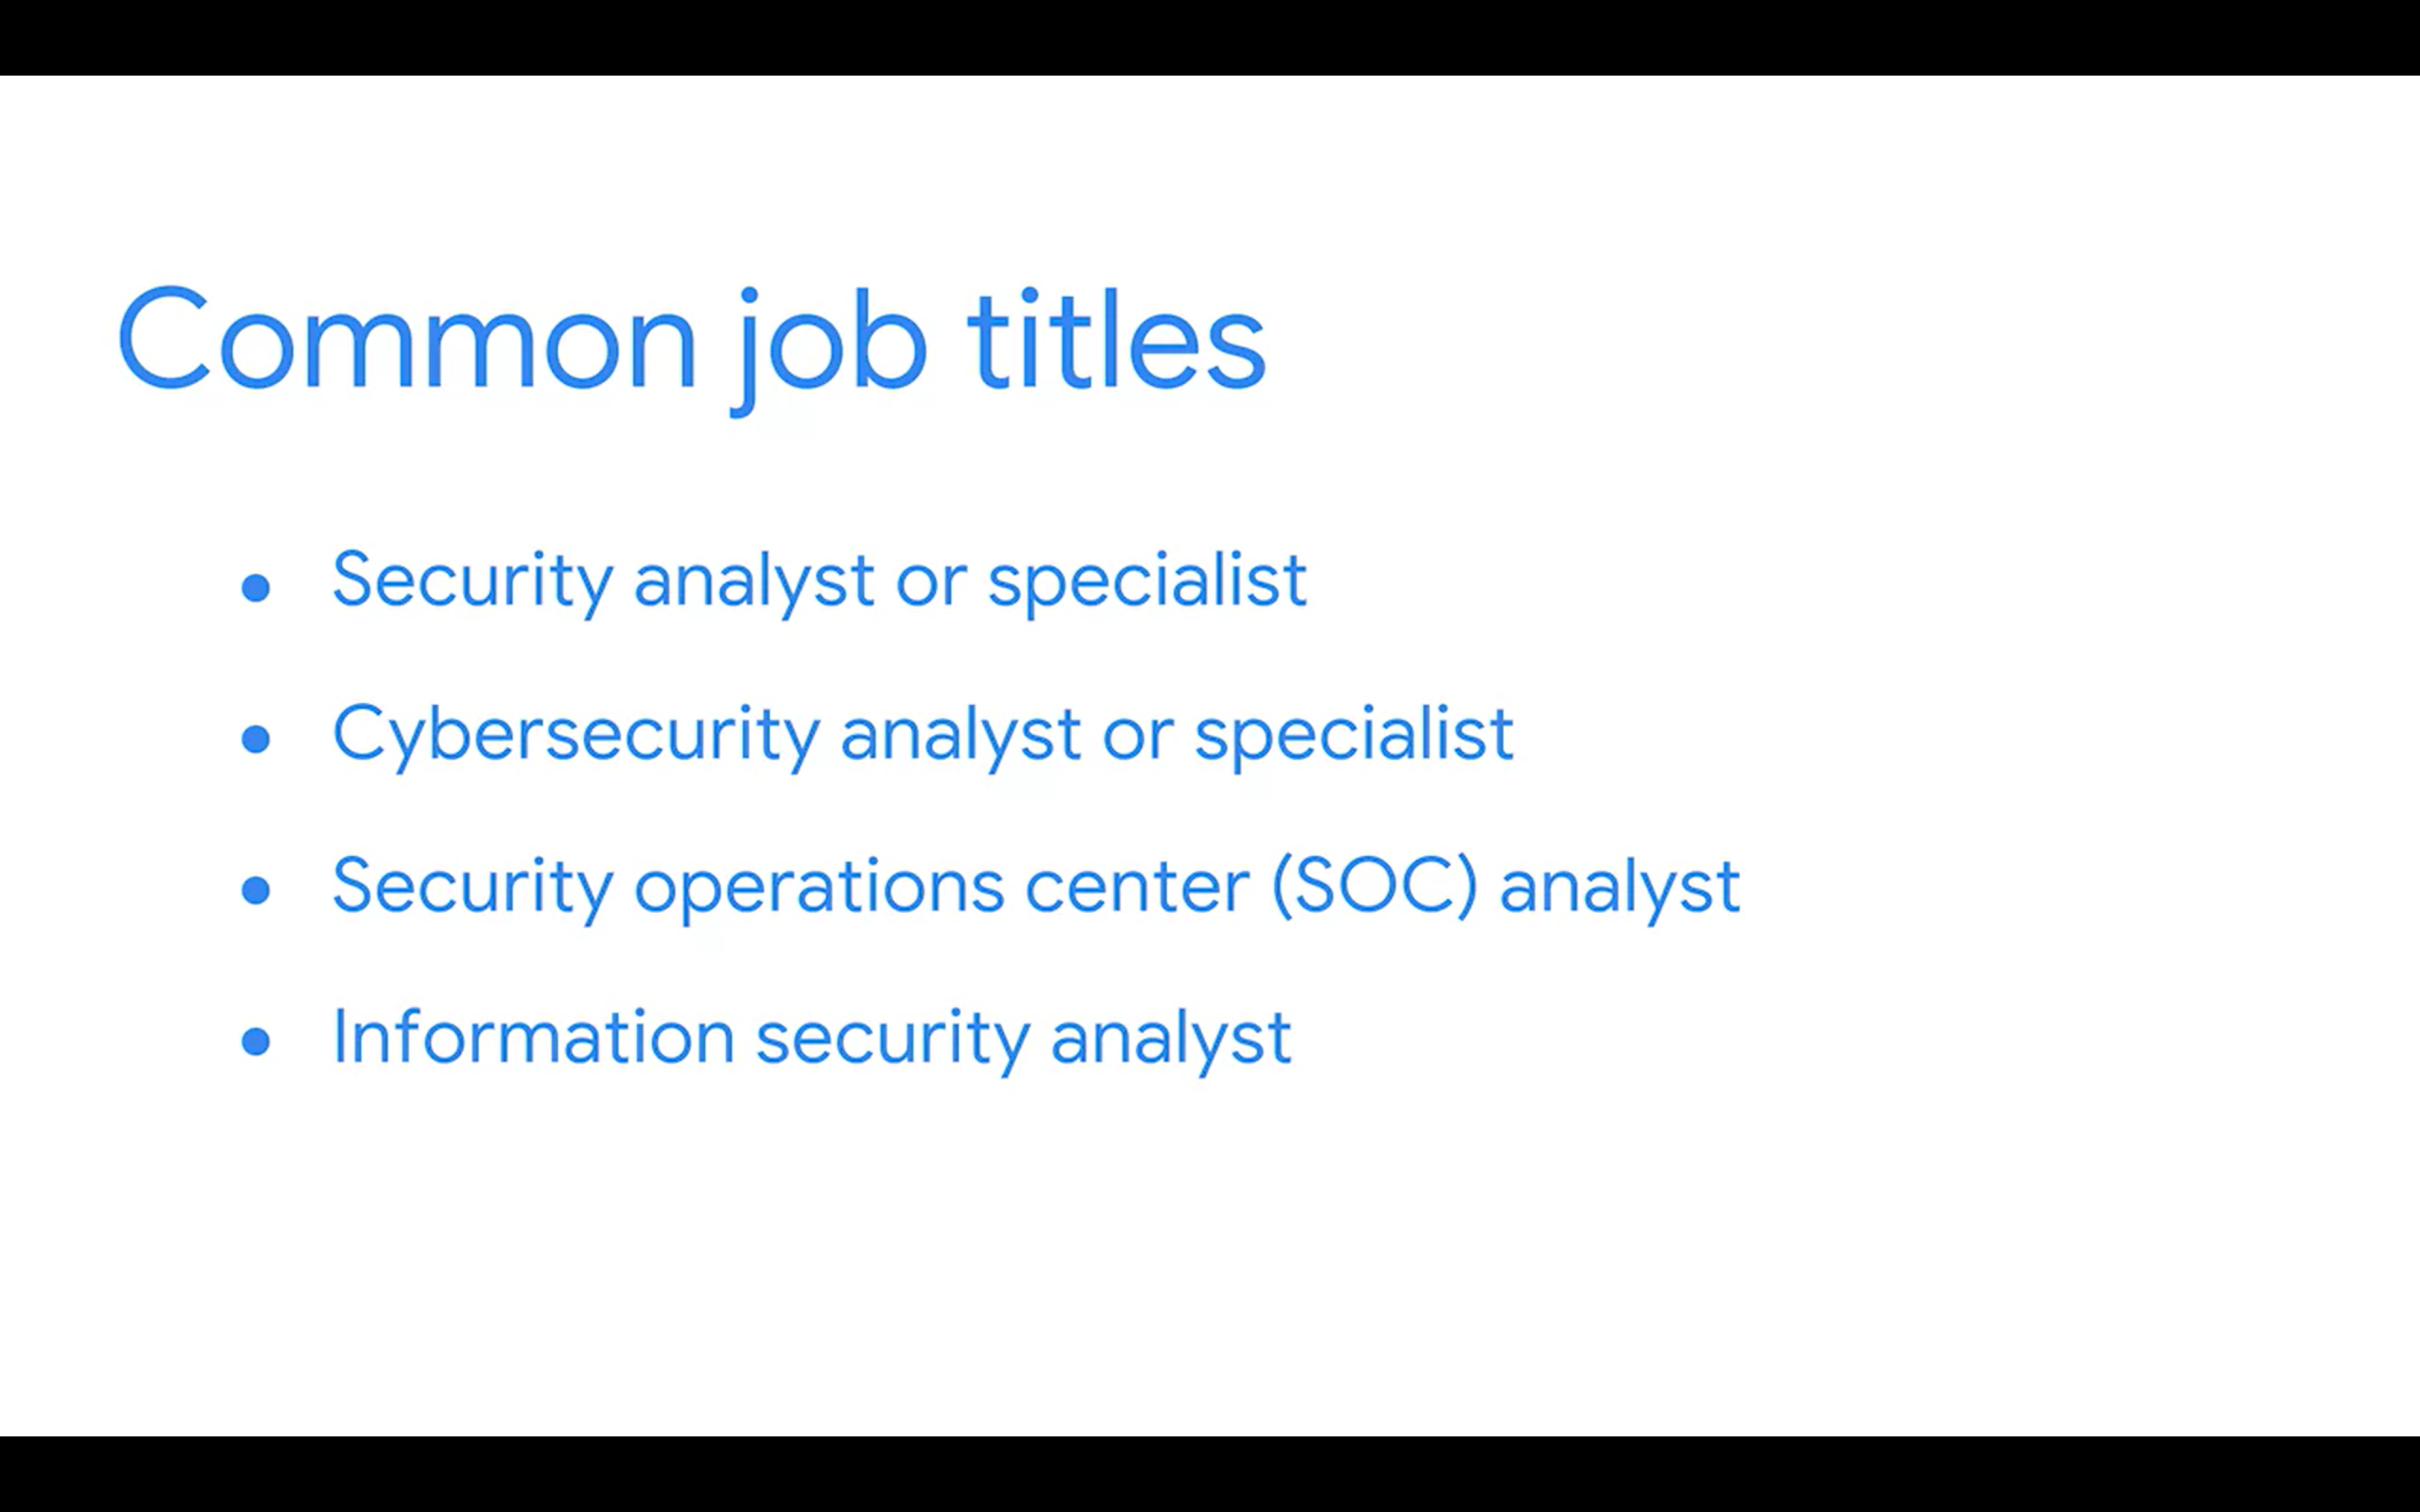 Common job titles
• Security analyst or specialist
• Cybersecurity analyst or specialist
• Security operations center (SOC) analyst
• Information security analyst